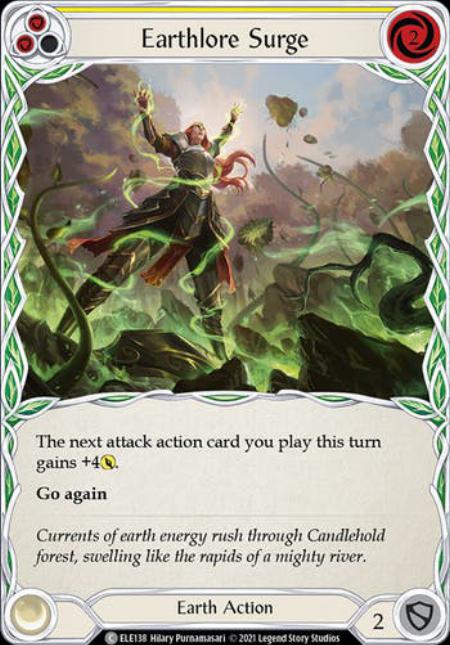 Earthlore Surge
2
The next attack action card you play this turn
gains +4.
Go again
Currents of earth energy rush through Candlehold
forest, swelling like the rapids of a mighty river.
Earth Action
2
C ELE138 Hilary Purnamasari © 2021 Legend Story Studios